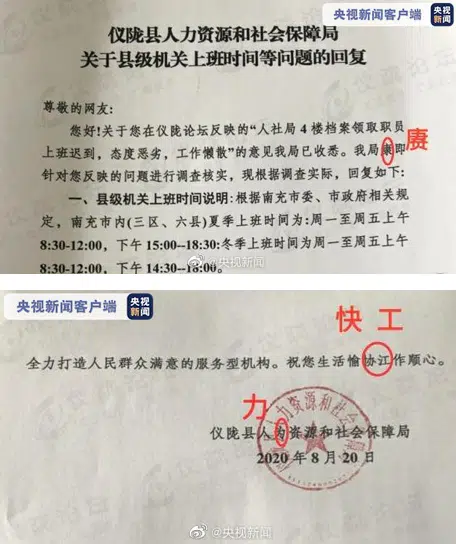 央视新闻客户端
央视
新闻
仪陇县人力资源和社会保障局
关于县级机关上班时间等问题的回复
尊敬的网友:
您好!关于您在仪陇论坛反映的“人社局4楼档案领取职员
上班迟到,态度恶劣,工作懒散”的意见我局已收悉。我局康即
赓
针对您反映的问题进行调查核实,现根据调查实际,回复如下:
一、县级机关上班时间说明:根据南充市委、市政府相关规
定,南充市内(三区、六县)夏季上班时间为:周一至周五上午
8:30-12:00,下午15:00--18:30:冬季上班时间为周一至周五上午
8:30-12:00,下午14:30--18:00。
@央视新闻
央视新闻客户端
央视
新闻
快 工
全力打造人民群众满意的服务型机构。祝您生活愉协江作顺心。
力
仪陇县人为资源和社会保障局
2020年8月20日
@央视新闻